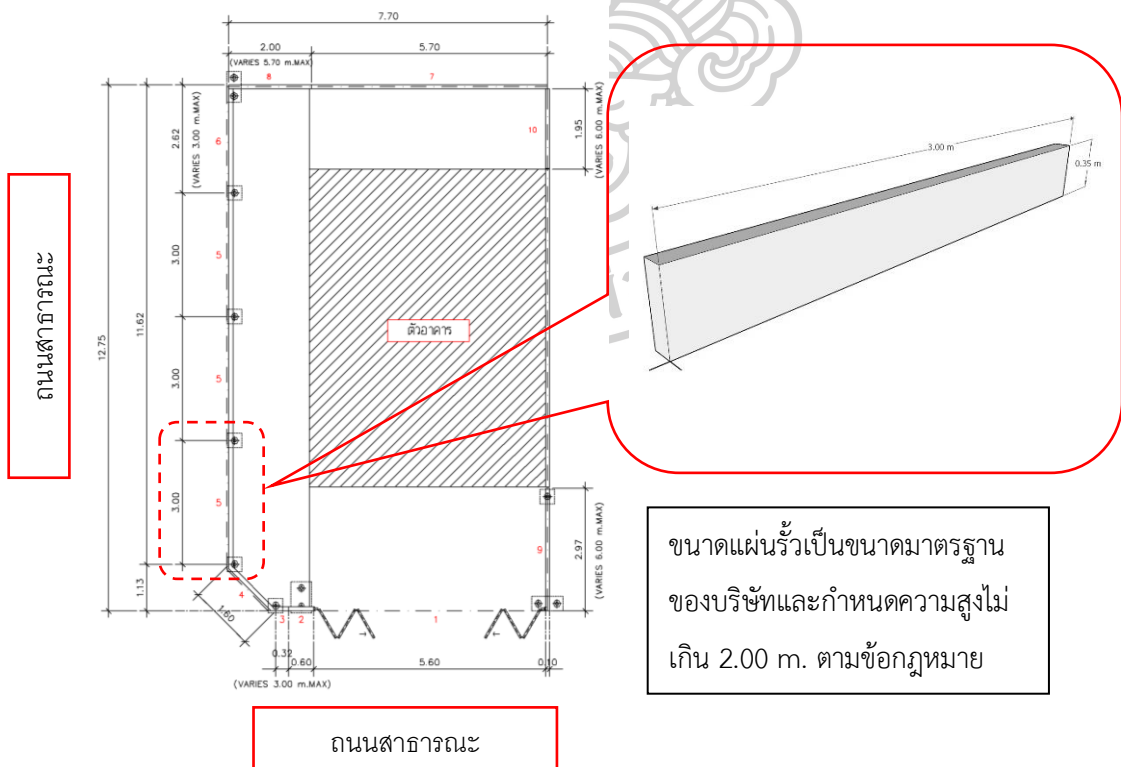 7.70
2.00
5.70
(VARIES 5.70 m.MAX)
8
7
2.62
(VARIES 3.00 m.MAX)
6
10
1.95
(VARIES 6.00 m.MAX)
3.00 m
0.35 m
ถนนสาธารณะ
12.75
11.62
3.00
5
3.00
5
3.00
5
ตัวอาคาร
1.13
4
1.60
3
2
1
9
2.97
(VARIES 6.00 m.MAX)
0.32
0.60
5.60
0.10
(VARIES 3.00 m.MAX)
ขนาดแผ่นรั้วเป็นขนาดมาตรฐาน
ของบริษัทและกำหนดความสูงไม่
เกิน 2.00 m. ตามข้อกฎหมาย
ถนนสาธารณะ